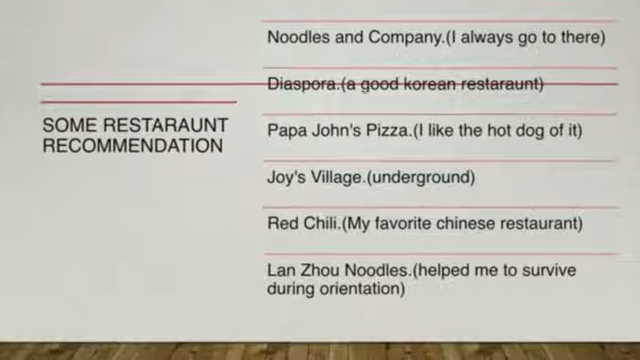 SOME RESTARAUNT
RECOMMENDATION
Noodles and Company.(I always go to there)
Diaspora.(a good korean restaraunt)
Papa John's Pizza.(I like the hot dog of it)
Joy's Village.(underground)
Red Chili.(My favorite chinese restaurant)
Lan Zhou Noodles.(helped me to survive
during orientation)